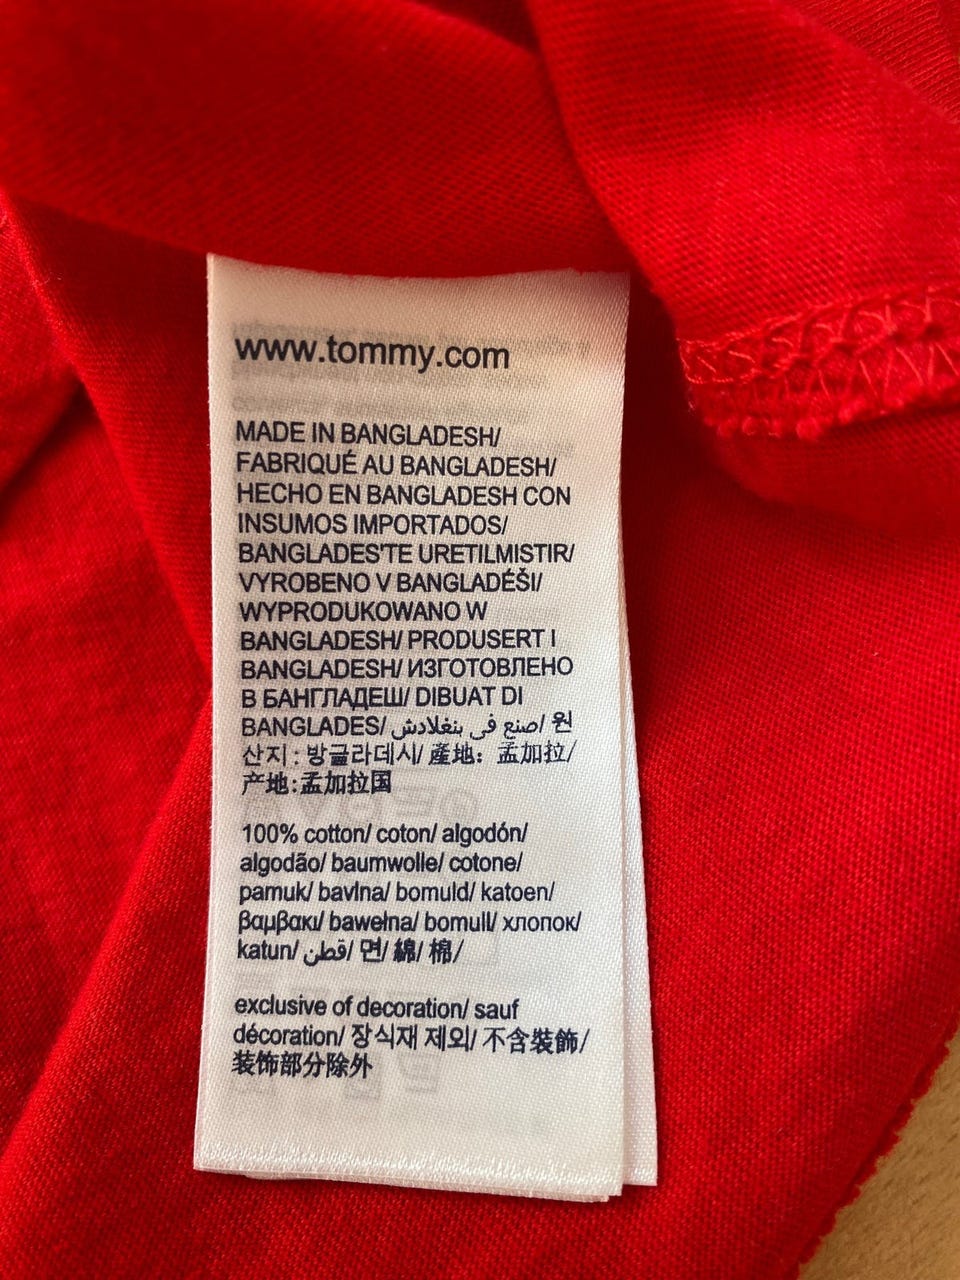 www.tommy.com
MADE IN BANGLADESH/
FABRIQUÉ AU BANGLADESH/
HECHO EN BANGLADESH CON
INSUMOS IMPORTADOS/
BANGLADES'TE URETILMISTIR/
VYROBENO V BANGLADÉŠI/
WYPRODUKOWANO W
BANGLADESH/ PRODUSERT I
BANGLADESH/ ИЗГОТОВЛЕНО
В БАНГЛАДЕШ/ DIBUAT DI
BANGLADES/ صنع في بنغلادش/ 원
산지 : 방글라데시/ 產地：孟加拉/
产地:孟加拉国
100% cotton/ coton/ algodón/
algodão/ baumwolle/ cotone/
pamuk/ bavlna/ bomuld/ katoen/
βαμβακι/ bawełna/ bomull/ хлопок/
katun/ قطن/ 면/ 綿/ 棉/
exclusive of decoration/ sauf
décoration/ 장식재 제외/ 不含裝飾/
装饰部分除外